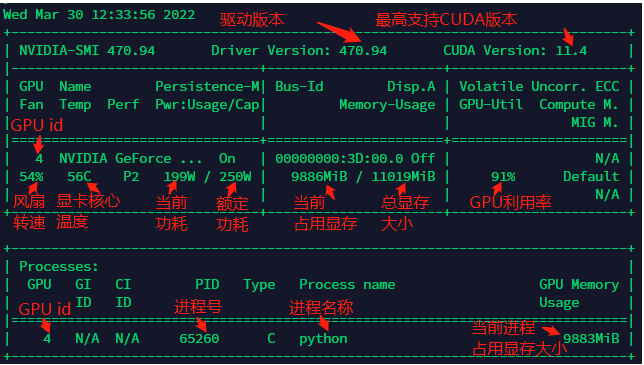 Wed Mar 30 12:33:56 2022
驱动版本 最高支持CUDA版本
NVIDIA-SMI 470.94 Driver Version: 470.94 CUDA Version: 11.4
GPU Name Persistence-M| Bus-Id Disp.A | Volatile Uncorr. ECC
Fan Temp Perf Pwr:Usage/Cap| Memory-Usage | GPU-Util Compute M.
GPU id | | MIG M.
4 NVIDIA GeForce ... On | 00000000:3D:00.0 Off | N/A
54% 56C P2 199W / 250W | 9886MiB / 11019MiB | 91% Default
N/A
风扇 显卡核心 当前 额定 当前 总显存 GPU利用率
转速 温度 功耗 功耗 占用显存 大小
Processes:
GPU GI CI PID Type Process name GPU Memory
GPU id ID ID 进程号 进程名称 Usage
当前进程
4 N/A N/A 65260 C python 9883MiB
占用显存大小